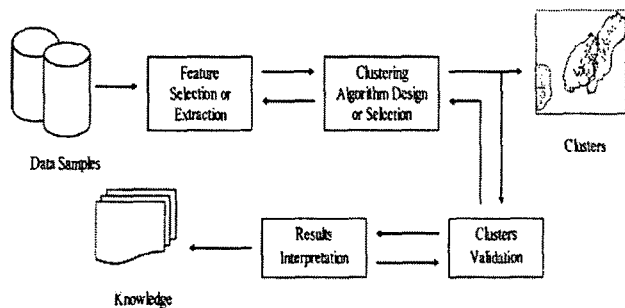 Feature
Selection or
Extraction
Clustering
Algorithm Design
or Selection
Data Samples
Clusters
Results
Interpretation
Clusters
Validation
Knowledge